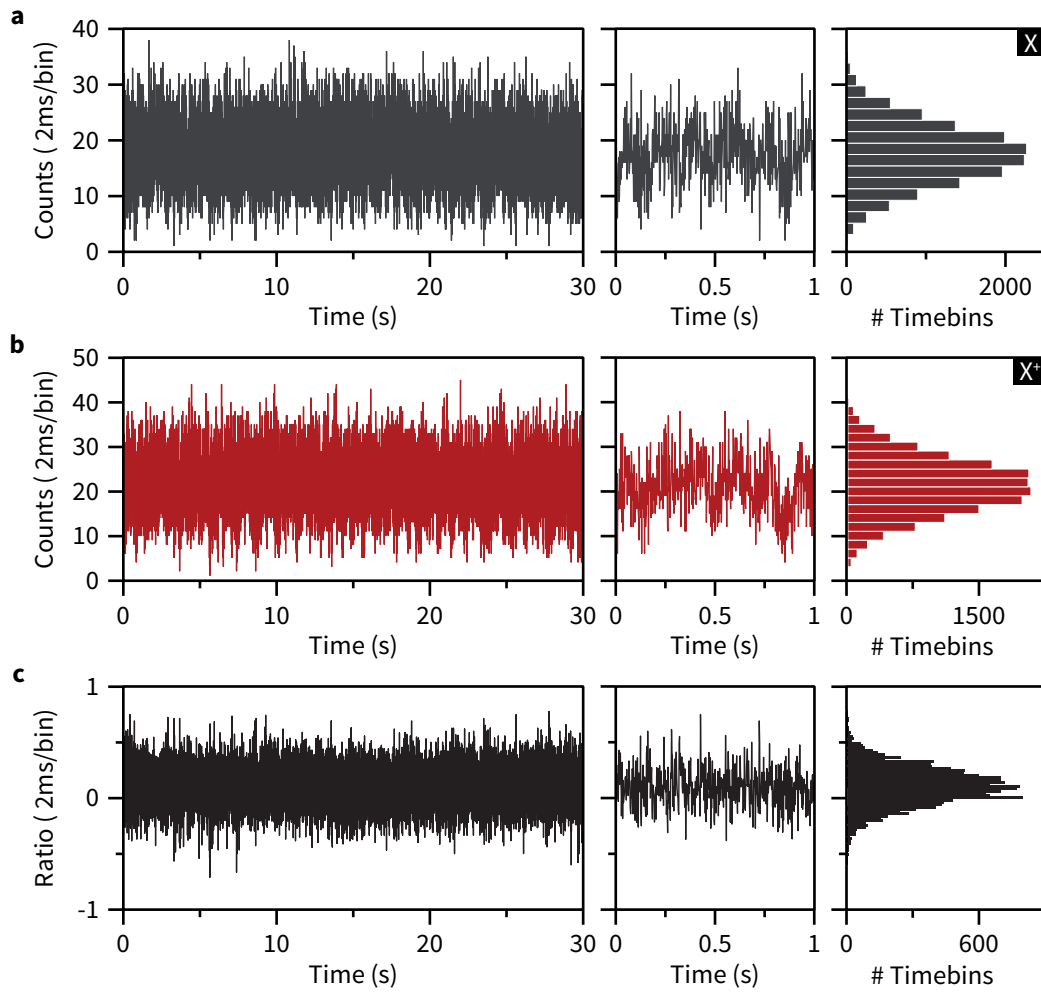 a
Counts ( 2ms/bin)
40
30
20
10
0
0 10 20 30
Time (s)
0 0.5 1
Time (s)
X
0 2000
# Timebins
b
Counts ( 2ms/bin)
50
40
30
20
10
0
0 10 20 30
Time (s)
0 0.5 1
Time (s)
X⁺
0 1500
# Timebins
c
Ratio ( 2ms/bin)
1
0
-1
0 10 20 30
Time (s)
0 0.5 1
Time (s)
0 600
# Timebins